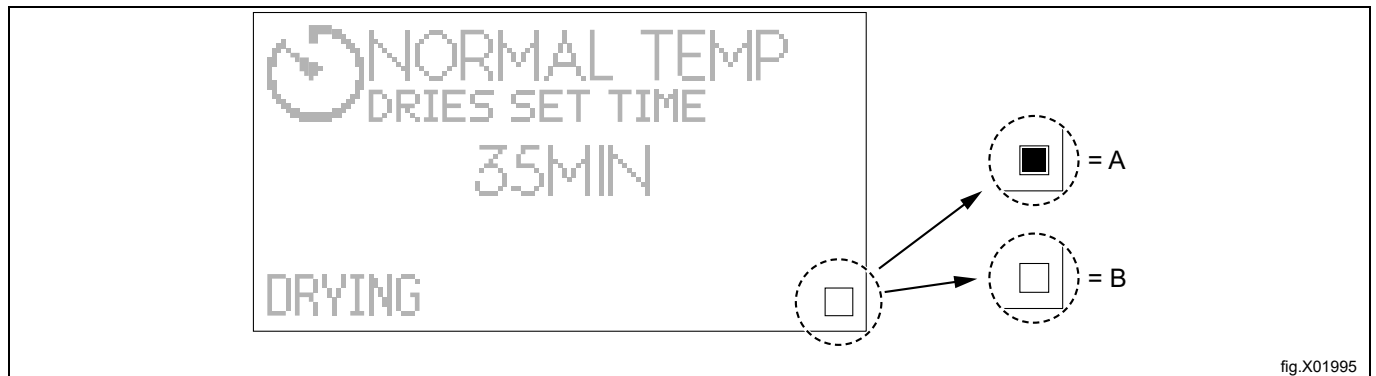 NORMAL TEMP
DRIES SET TIME
35MIN
DRYING
= A
= B
fig.X01995